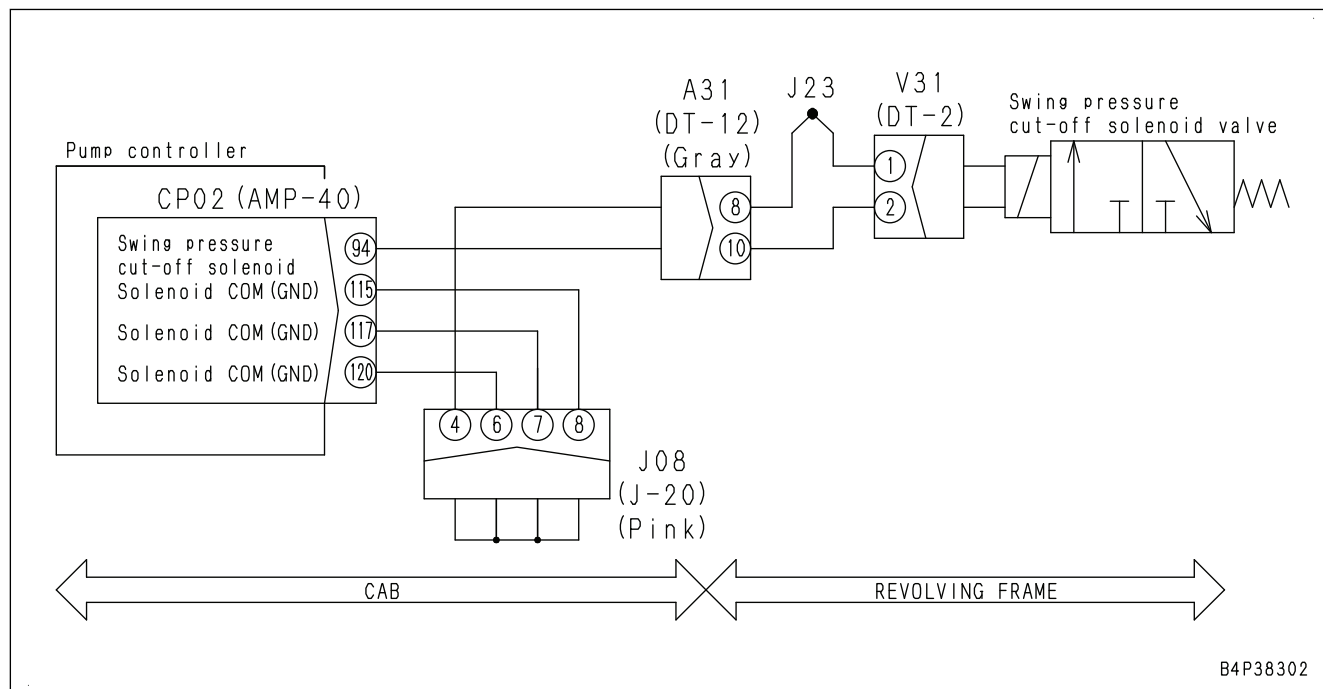 A31
(DT-12)
(Gray)
J23
V31
(DT-2)
Swing pressure
cut-off solenoid valve
Pump controller
CP02 (AMP-40)
Swing pressure
cut-off solenoid
94
Solenoid COM(GND)
115
Solenoid COM(GND)
117
Solenoid COM(GND)
120
8
10
1
2
4
6
7
8
J08
(J-20)
(Pink)
CAB
REVOLVING FRAME
B4P38302